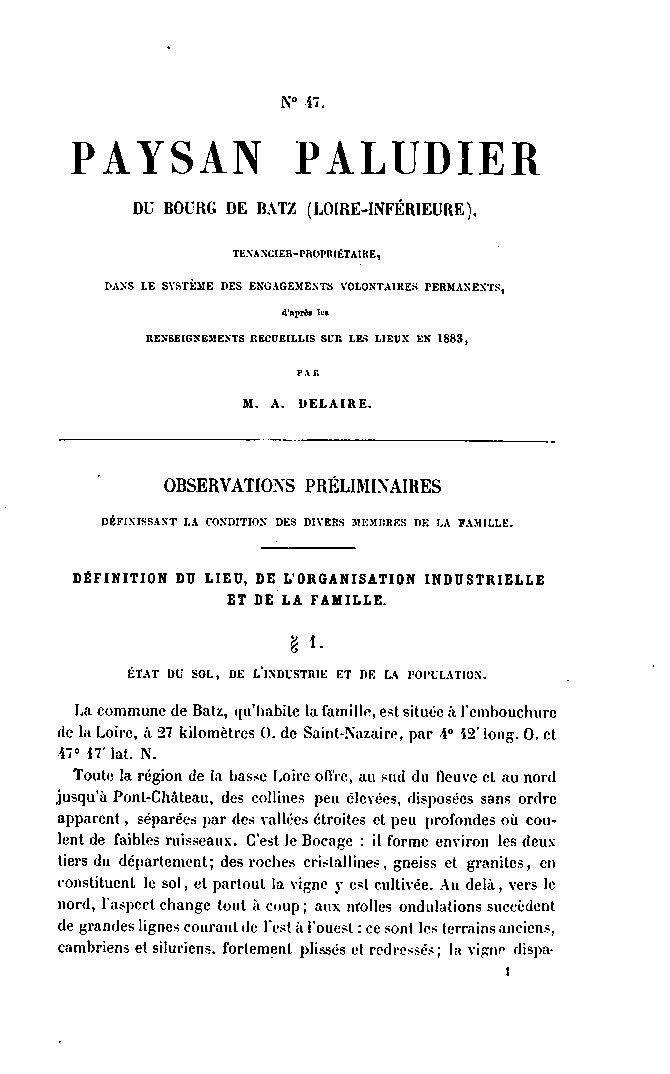 N° 47.
PAYSAN PALUDIER
DU BOURG DE BATZ (LOIRE-INFÉRIEURE),
TENANCIER-PROPRIÉTAIRE,
DANS LE SYSTÈME DES ENGAGEMENTS VOLONTAIRES PERMANENTS,
d'après les
RENSEIGNEMENTS RECUEILLIS SUR LES LIEUX EN 1883,
PAR
M. A. DELAIRE.
OBSERVATIONS PRÉLIMINAIRES
DÉFINISSANT LA CONDITION DES DIVERS MEMBRES DE LA FAMILLE.
DÉFINITION DU LIEU, DE L'ORGANISATION INDUSTRIELLE
ET DE LA FAMILLE.
§ 1.
ÉTAT DU SOL, DE L'INDUSTRIE ET DE LA POPULATION.
La commune de Batz, qu'habite la famille, est située à l'embouchure
de la Loire, à 27 kilomètres O. de Saint-Nazaire, par 4° 42' long. O. et
47° 17' lat. N.
Toute la région de la basse Loire offre, au sud du fleuve et au nord
jusqu'à Pont-Château, des collines peu élevées, disposées sans ordre
apparent, séparées par des vallées étroites et peu profondes où cou-
lent de faibles ruisseaux. C'est le Bocage : il forme environ les deux
tiers du département; des roches cristallines, gneiss et granites, en
constituent le sol, et partout la vigne y est cultivée. Au delà, vers le
nord, l'aspect change tout à coup; aux molles ondulations succèdent
de grandes lignes courant de l'est à l'ouest : ce sont les terrains anciens,
cambriens et siluriens, fortement plissés et redressés; la vigne dispa-
1